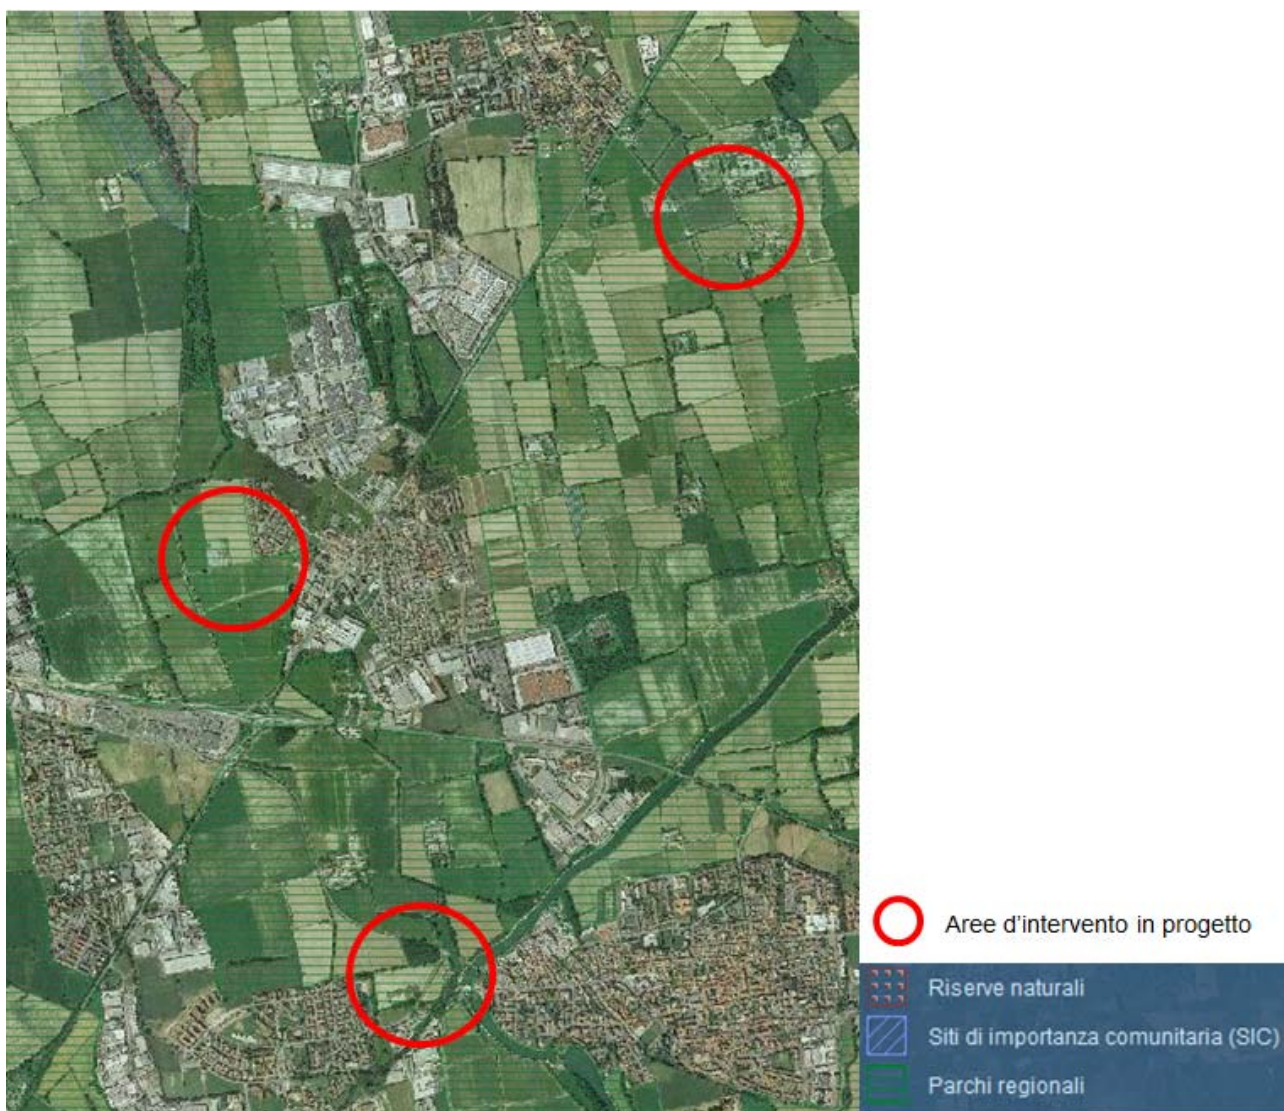 Aree d'intervento in progetto
Riserve naturali
Siti di importanza comunitaria (SIC)
Parchi regionali